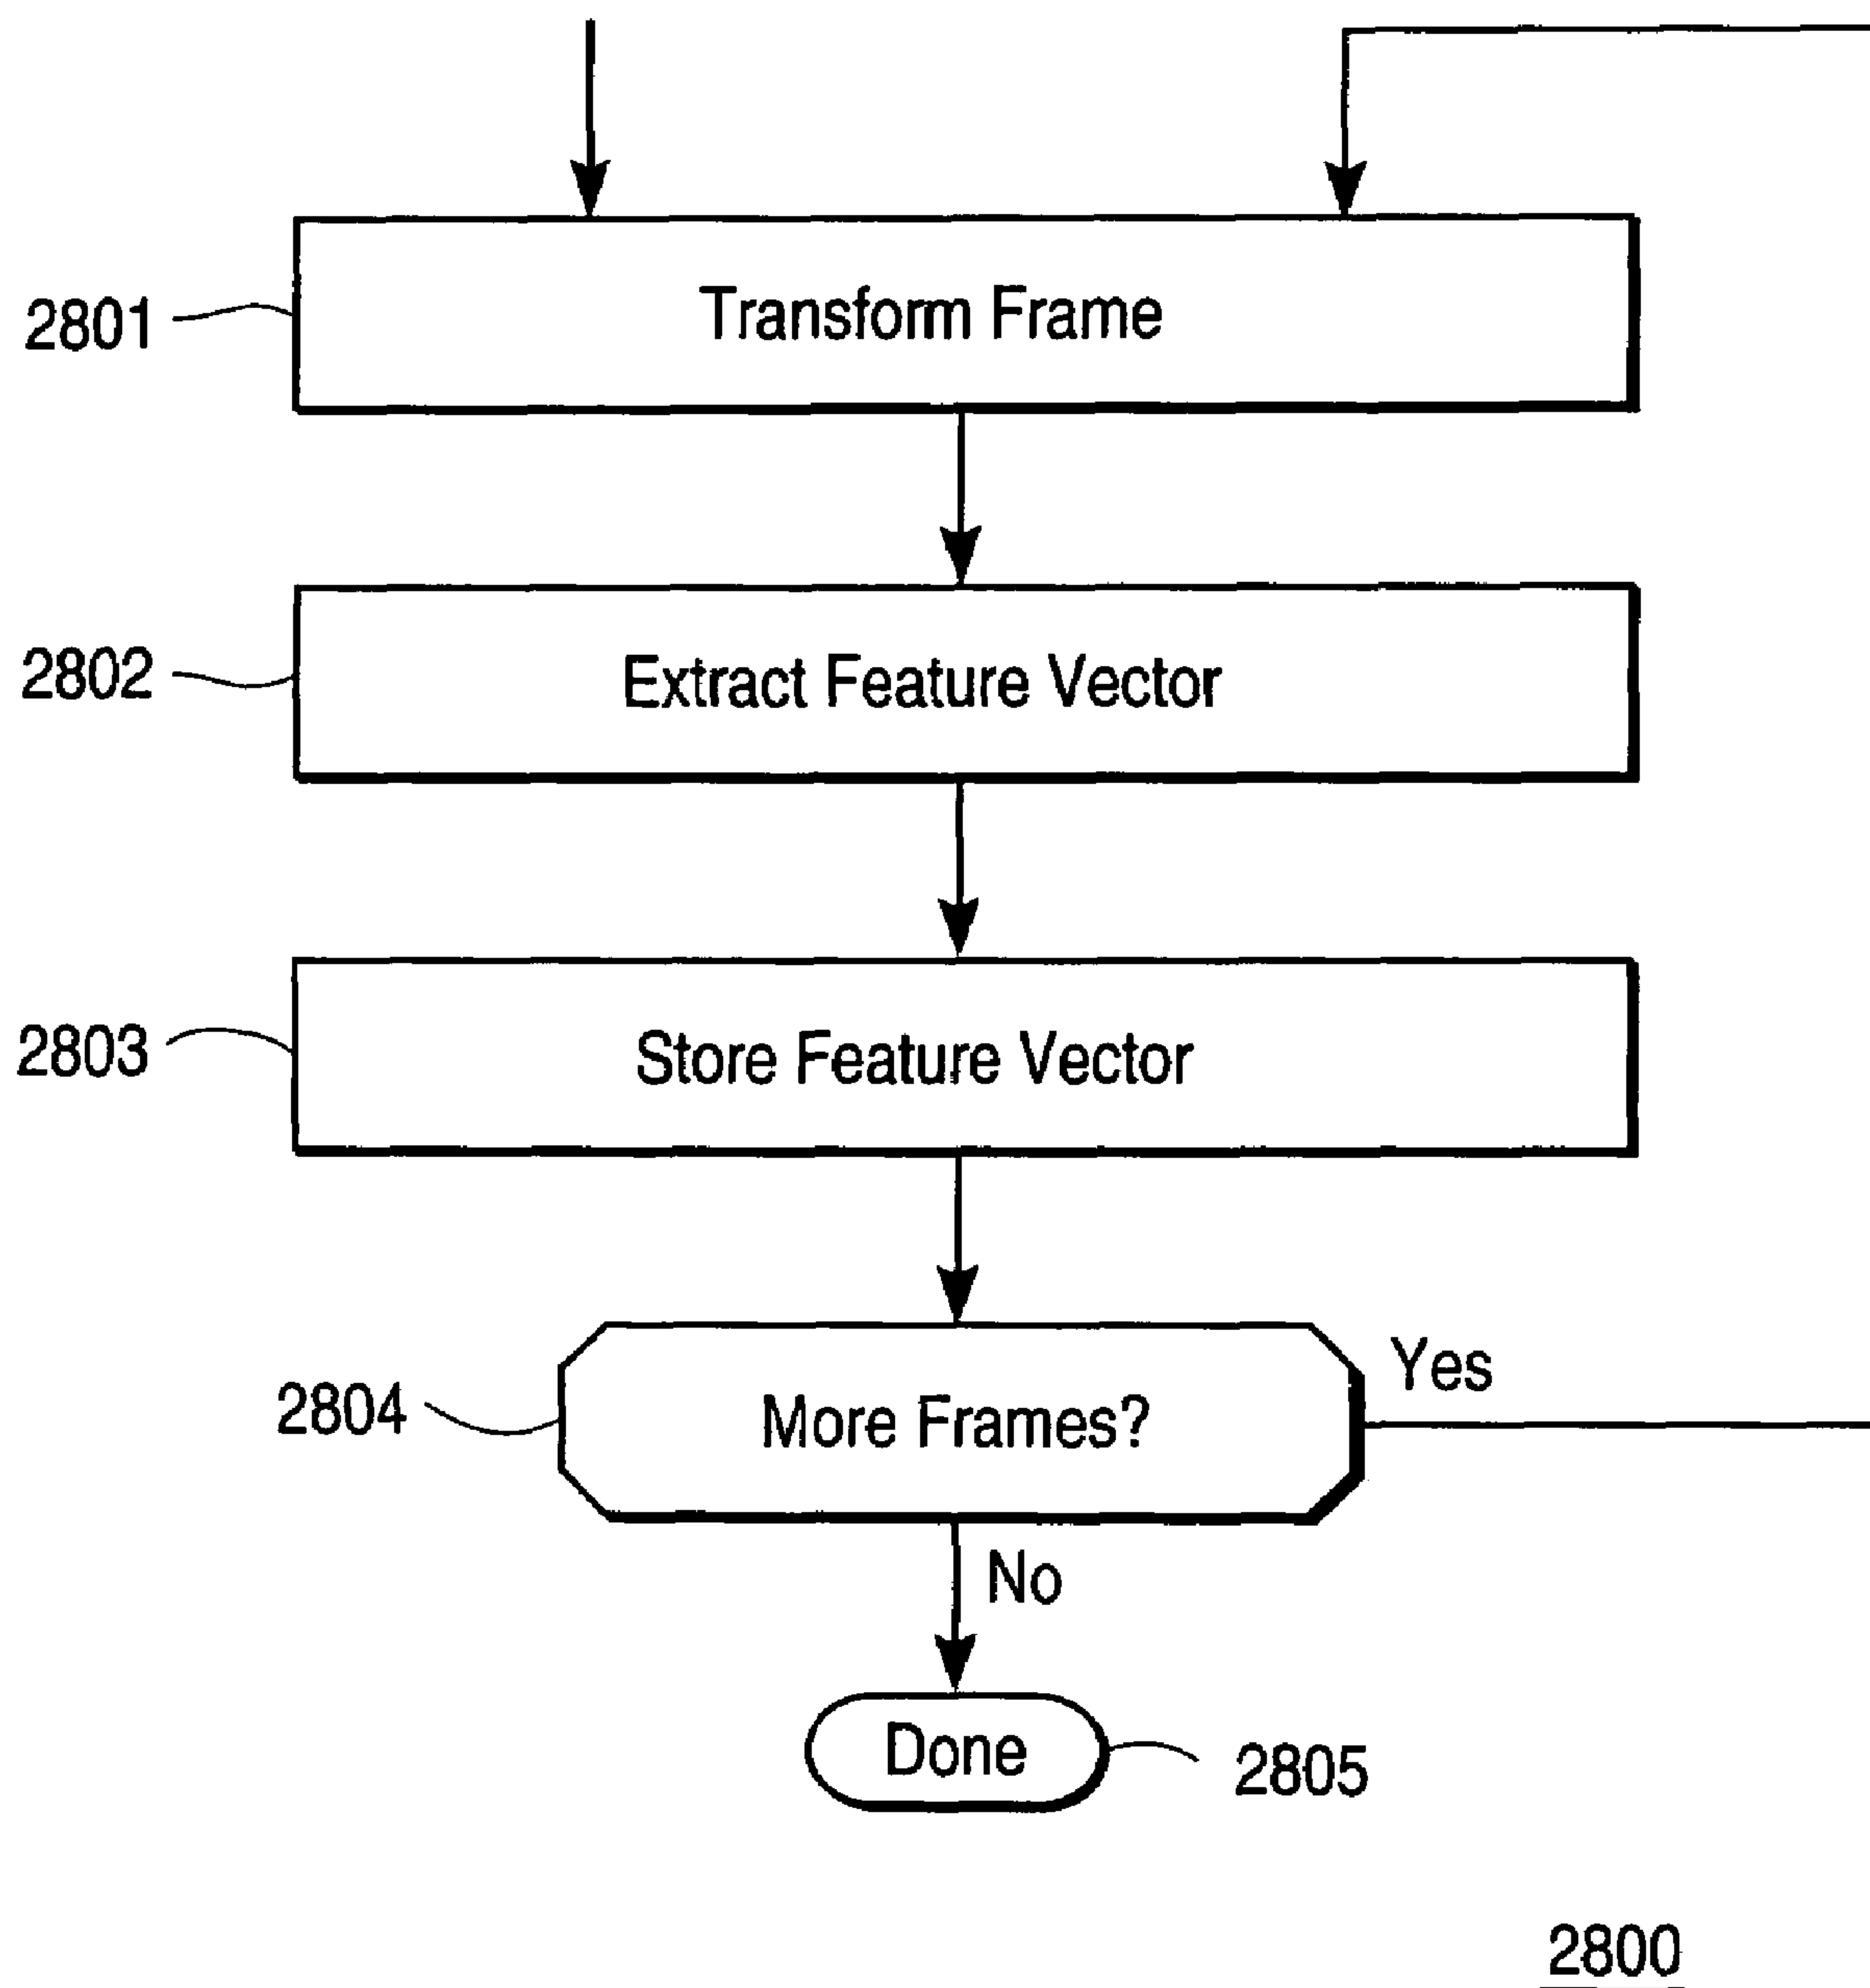 2801
Transform Frame
2802
Extract Feature Vector
2803
Store Feature Vector
2804
More Frames?
Yes
No
Done
2805
2800